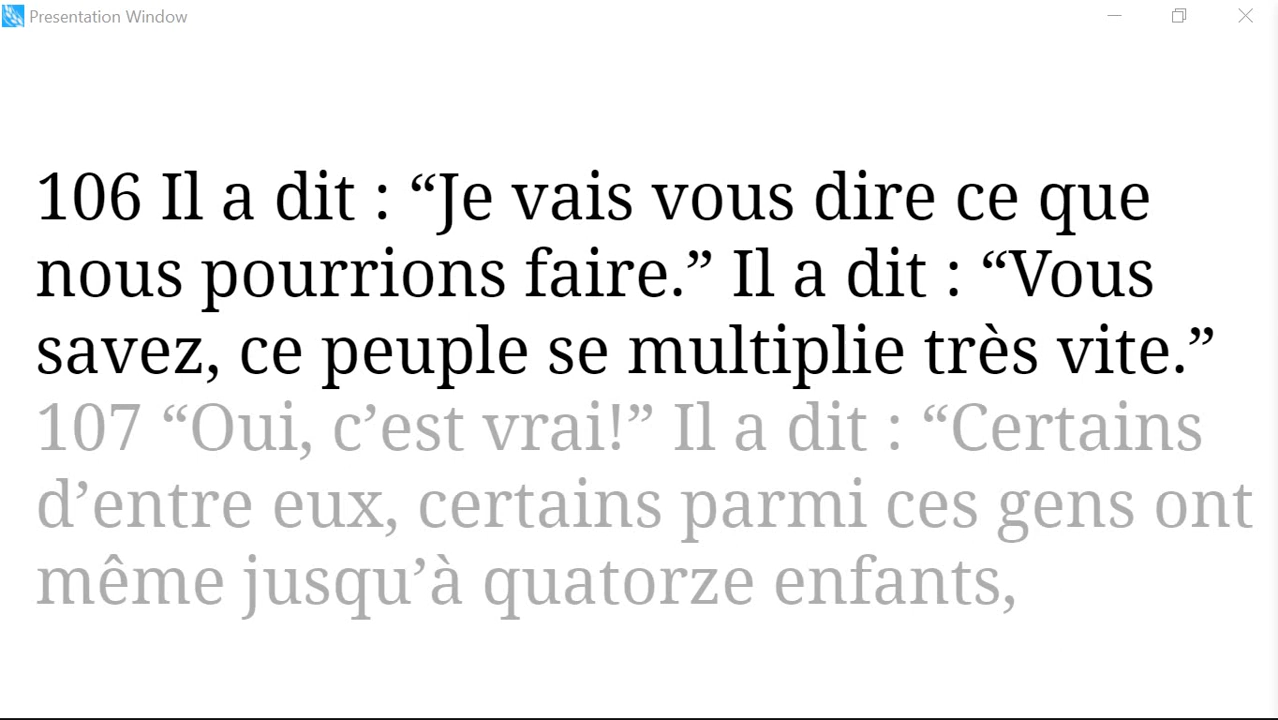 Presentation Window
106 Il a dit : “Je vais vous dire ce que
nous pourrions faire.” Il a dit : “Vous
savez, ce peuple se multiplie très vite.”
107 “Oui, c’est vrai!” Il a dit : “Certains
d’entre eux, certains parmi ces gens ont
même jusqu’à quatorze enfants,